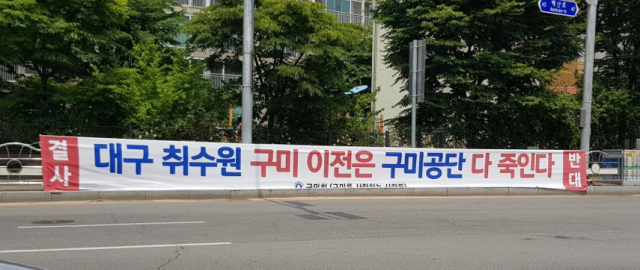 결사 대구 취수원 구미 이전은 구미공단 다 죽인다 반대